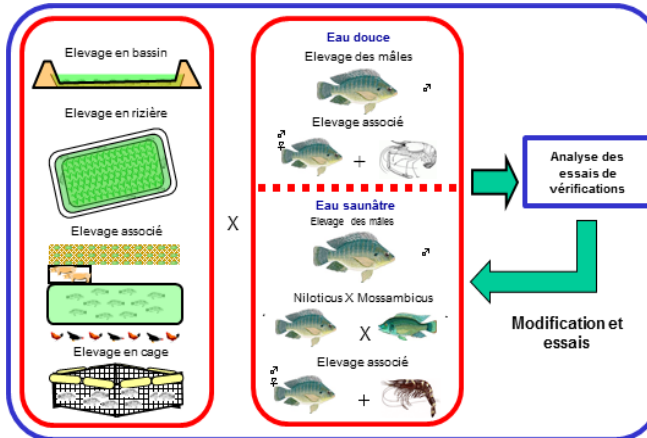 Elevage en bassin
Elevage en rizière
Elevage associé
Elevage en cage
X
Eau douce
Elevage des mâles
♂
Elevage associé
+
Eau saunâtre
Elevage des mâles
♂
Niloticus X Mossambicus
X
Elevage associé
+
Analyse des
essais de
vérifications
Modification et
essais